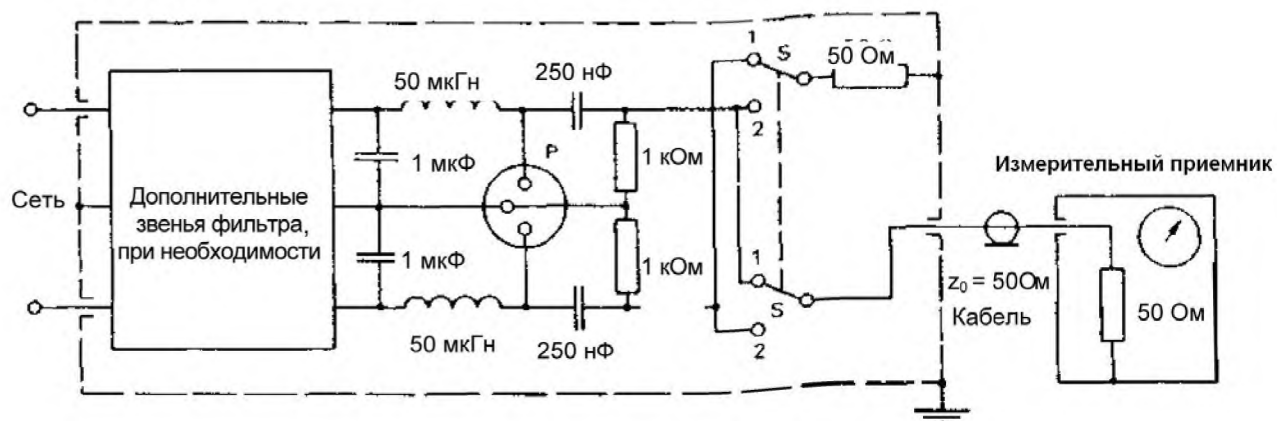 1
S
50 Ом
50 мкГн
250 нФ
2
1 мкФ
P
1 кОм
Измерительный приемник
Сеть
Дополнительные
звенья фильтра,
при необходимости
1 мкФ
1 кОм
1
S
z₀ = 50Ом
Кабель
50 Ом
2
50 мкГн
250 нФ